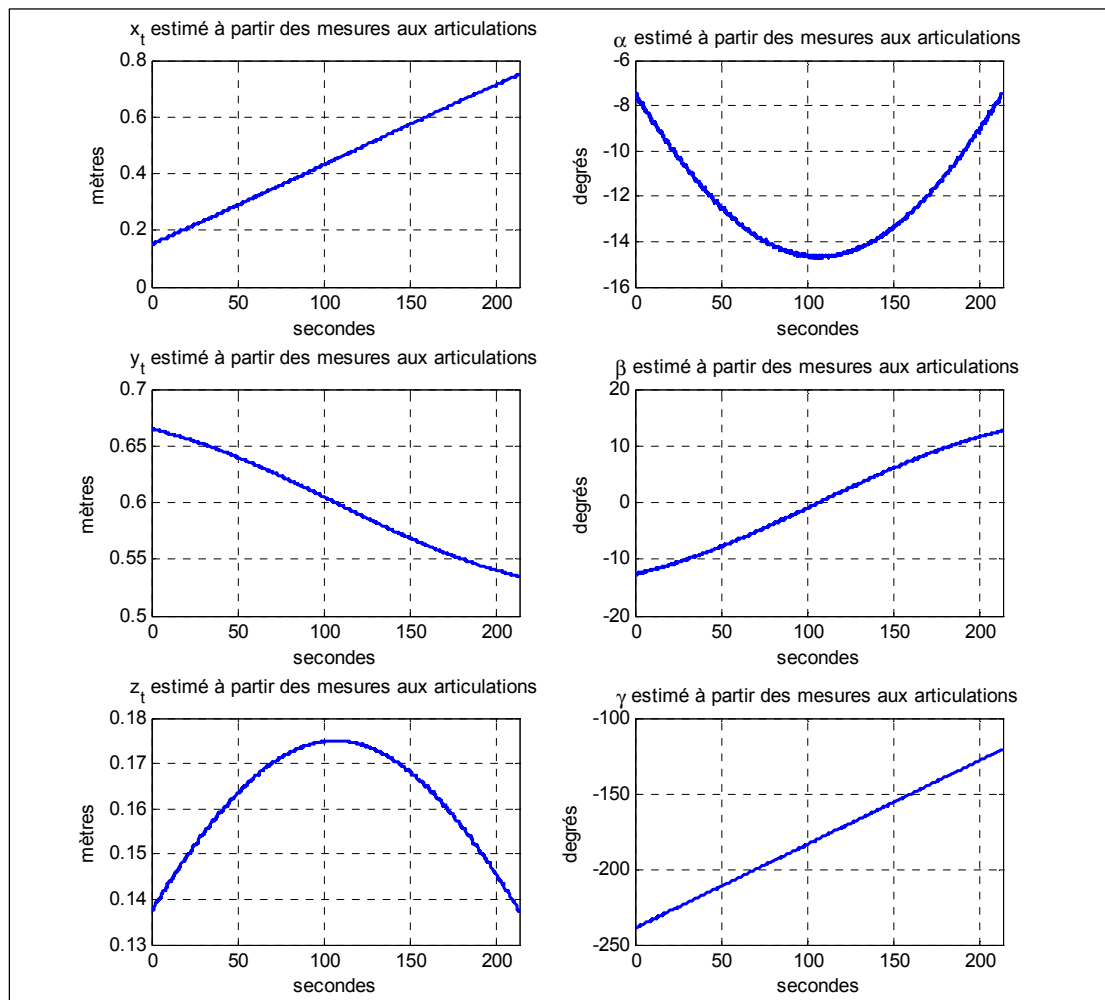 x_t estimé à partir des mesures aux articulations
0.8
0.6
0.4
0.2
0
mètres
0 50 100 150 200
secondes
α estimé à partir des mesures aux articulations
-6
-8
-10
-12
-14
-16
degrés
0 50 100 150 200
secondes
y_t estimé à partir des mesures aux articulations
0.7
0.65
0.6
0.55
0.5
mètres
0 50 100 150 200
secondes
β estimé à partir des mesures aux articulations
20
10
0
-10
-20
degrés
0 50 100 150 200
secondes
z_t estimé à partir des mesures aux articulations
0.18
0.17
0.16
0.15
0.14
0.13
mètres
0 50 100 150 200
secondes
γ estimé à partir des mesures aux articulations
-100
-150
-200
-250
degrés
0 50 100 150 200
secondes